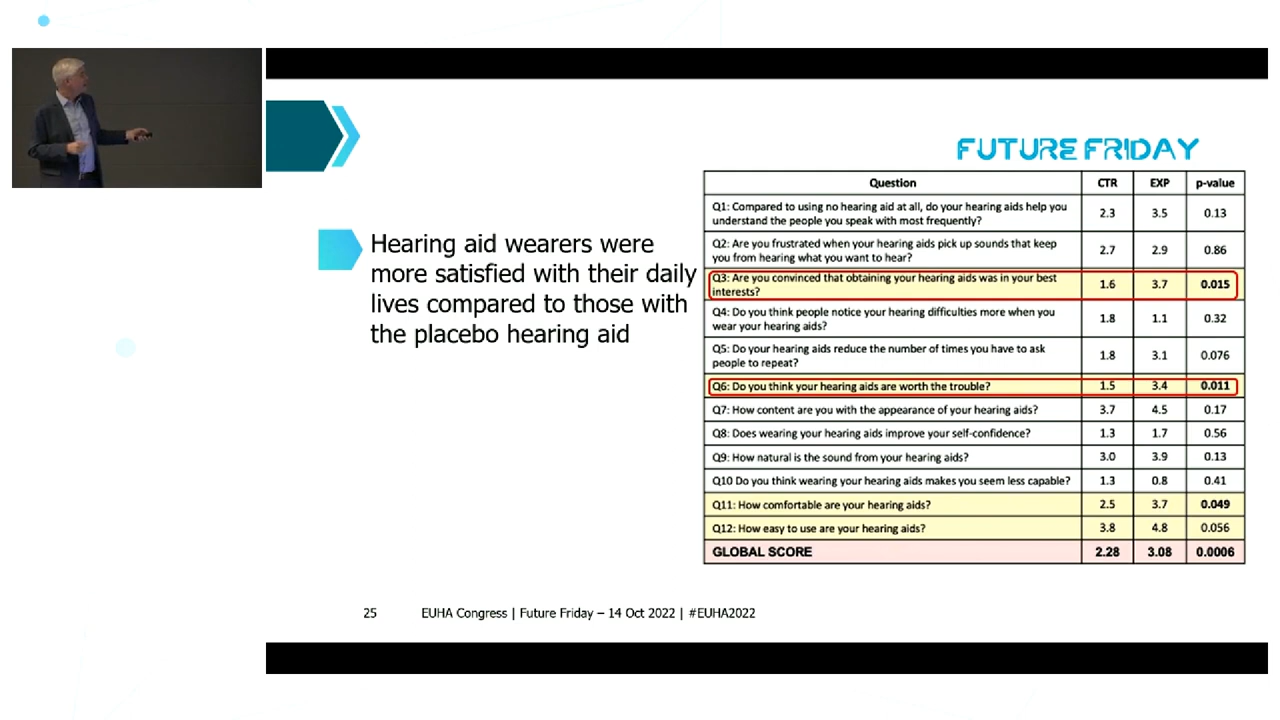 FUTURE FRIDAY
Hearing aid wearers were
more satisfied with their daily
lives compared to those with
the placebo hearing aid
Question CTR EXP p-value
Q1: Compared to using no hearing aid at all, do your hearing aids help you
understand the people you speak with most frequently? 2.3 3.5 0.13
Q2: Are you frustrated when your hearing aids pick up sounds that keep
you from hearing what you want to hear? 2.7 2.9 0.86
Q3: Are you convinced that obtaining your hearing aids was in your best
interests? 1.6 3.7 0.015
Q4: Do you think people notice your hearing difficulties more when you
wear your hearing aids? 1.8 1.1 0.32
Q5: Do your hearing aids reduce the number of times you have to ask
people to repeat? 1.8 3.1 0.076
Q6: Do you think your hearing aids are worth the trouble? 1.5 3.4 0.011
Q7: How content are you with the appearance of your hearing aids? 3.7 4.5 0.17
Q8: Does wearing your hearing aids improve your self-confidence? 1.3 1.7 0.56
Q9: How natural is the sound from your hearing aids? 3.0 3.9 0.13
Q10 Do you think wearing your hearing aids makes you seem less capable? 1.3 0.8 0.41
Q11: How comfortable are your hearing aids? 2.5 3.7 0.049
Q12: How easy to use are your hearing aids? 3.8 4.8 0.056
GLOBAL SCORE 2.28 3.08 0.0006
25 EUHA Congress | Future Friday – 14 Oct 2022 | #EUHA2022